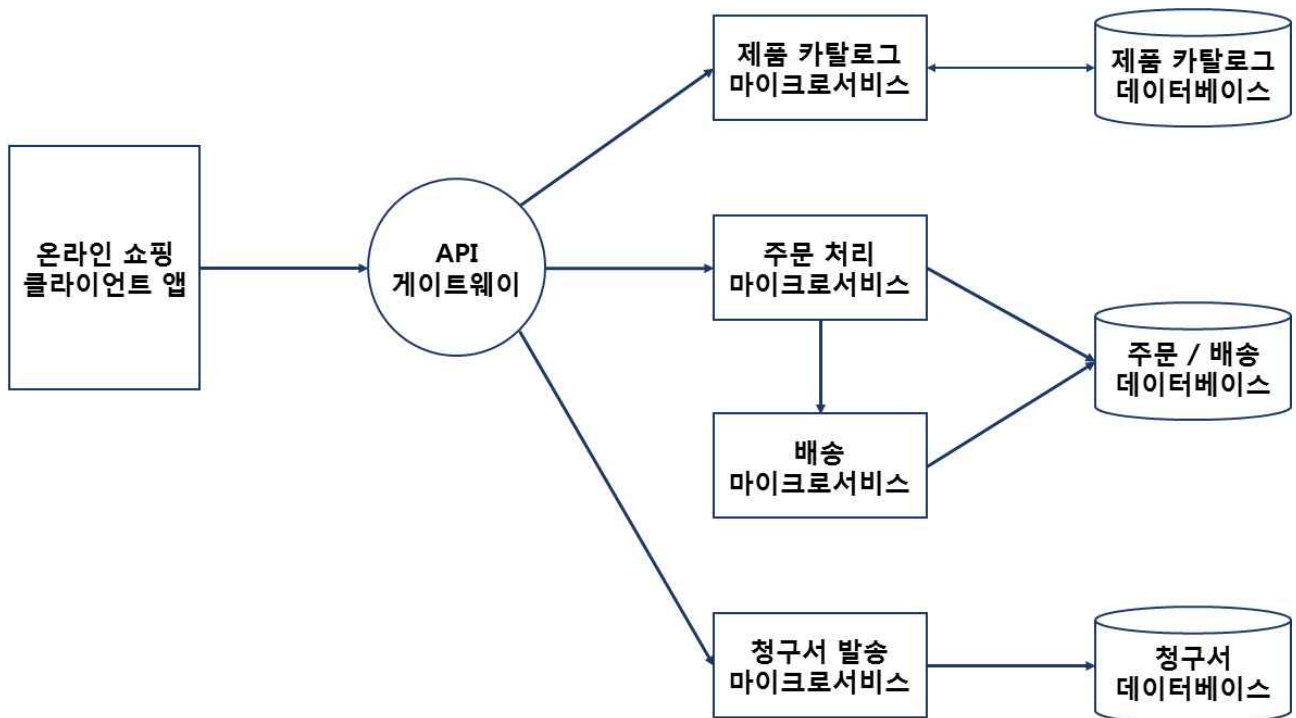 제품 카탈로그
마이크로서비스
제품 카탈로그
데이터베이스
온라인 쇼핑
클라이언트 앱
API
게이트웨이
주문 처리
마이크로서비스
주문 / 배송
데이터베이스
배송
마이크로서비스
청구서 발송
마이크로서비스
청구서
데이터베이스